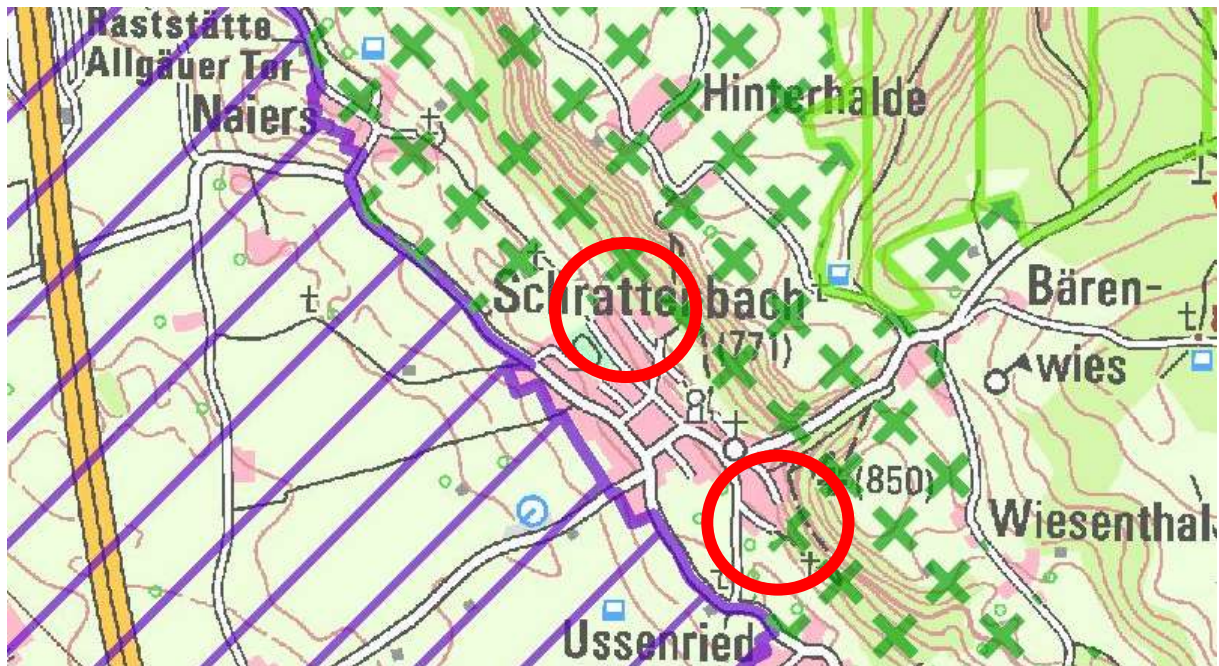 Raststätte
Allgäuer Tor
Naiers
Hinterhalde
Schrattenbach
(771)
Bären-
wies
(850)
Wiesenthal
Ussenried